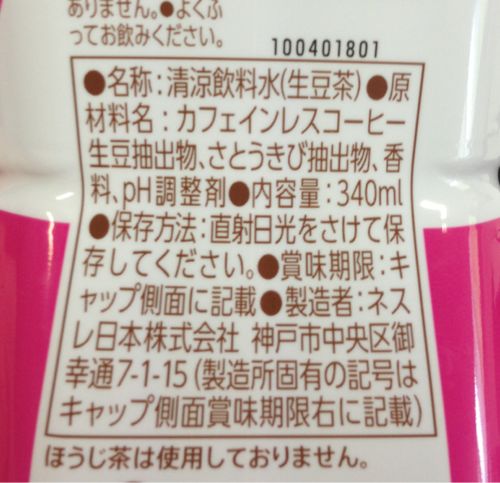 ありません。●よくふ
ってお飲みください。
100401801
●名称：清涼飲料水(生豆茶)●原
材料名：カフェインレスコーヒー
生豆抽出物、さとうきび抽出物、香
料、pH調整剤●内容量：340ml
●保存方法：直射日光をさけて保
存してください。●賞味期限：キ
ャップ側面に記載●製造者：ネス
レ日本株式会社 神戸市中央区御
幸通7-1-15(製造所固有の記号は
キャップ側面賞味期限右に記載)
ほうじ茶は使用しておりません。